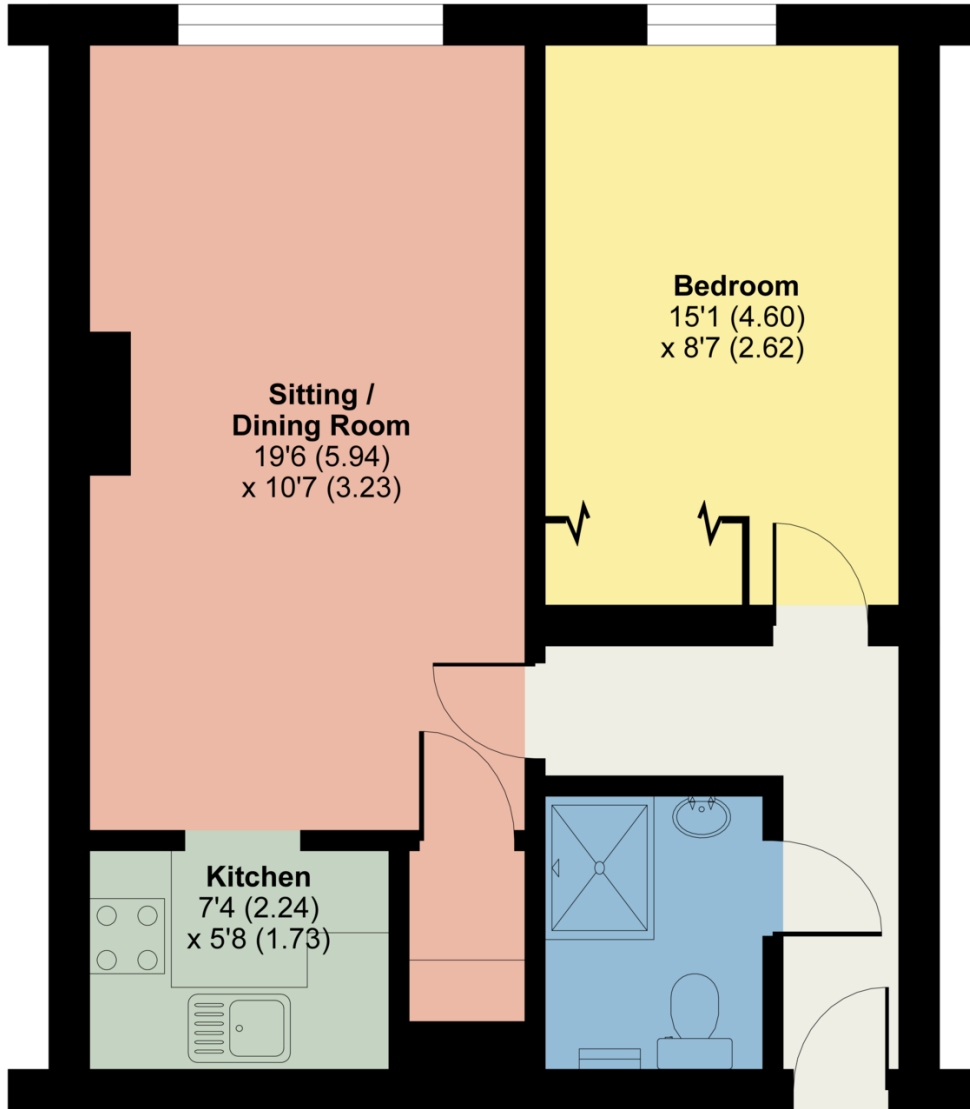 Bedroom
15'1 (4.60)
x 8'7 (2.62)
Sitting /
Dining Room
19'6 (5.94)
x 10'7 (3.23)
Kitchen
7'4 (2.24)
x 5'8 (1.73)